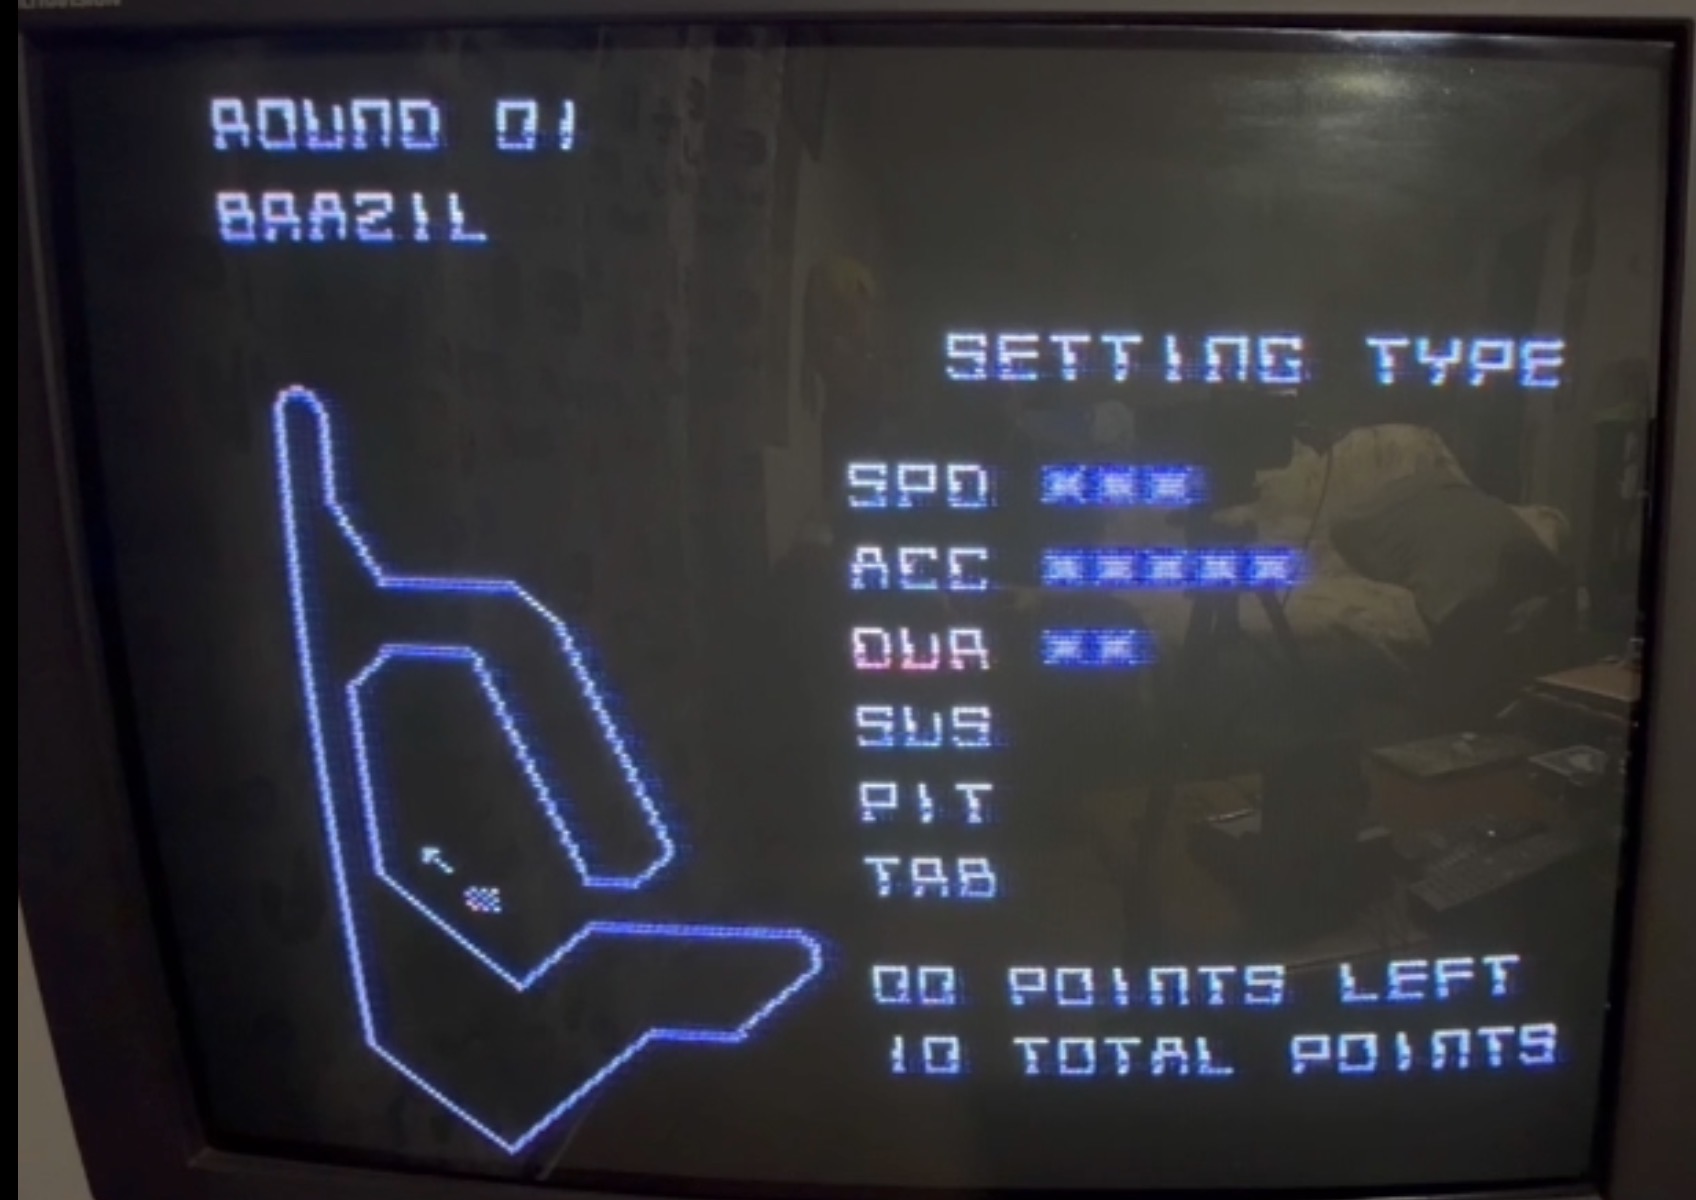 ROUND 01
BRAZIL
SETTING TYPE
SPD ***
ACC *****
DUR **
SUS
PIT
TAB
00 POINTS LEFT
10 TOTAL POINTS